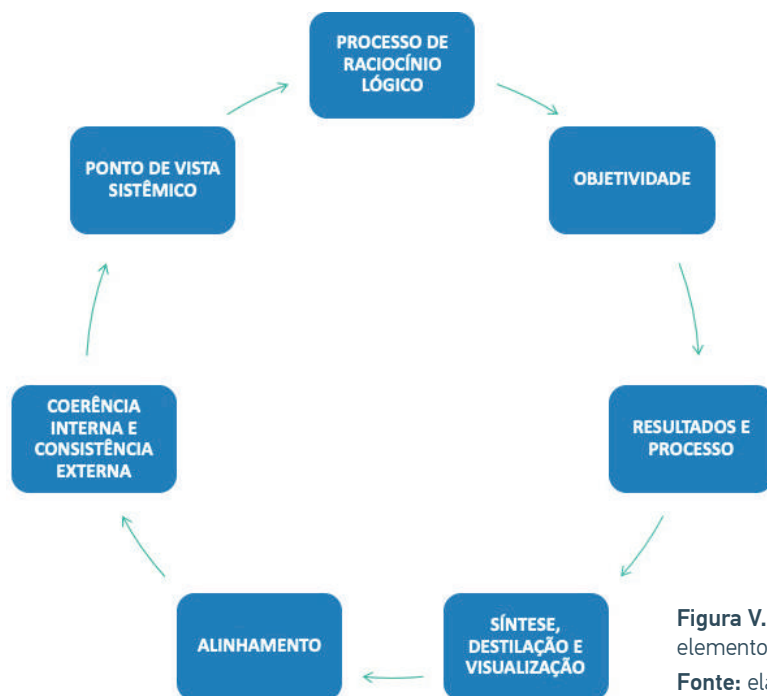 PROCESSO DE
RACIOCÍNIO
LÓGICO
OBJETIVIDADE
RESULTADOS E
PROCESSO
SÍNTESE,
DESTILAÇÃO E
VISUALIZAÇÃO
ALINHAMENTO
COERÊNCIA
INTERNA E
CONSISTÊNCIA
EXTERNA
PONTO DE VISTA
SISTÊMICO
Figura V.
elemento
Fonte: ela